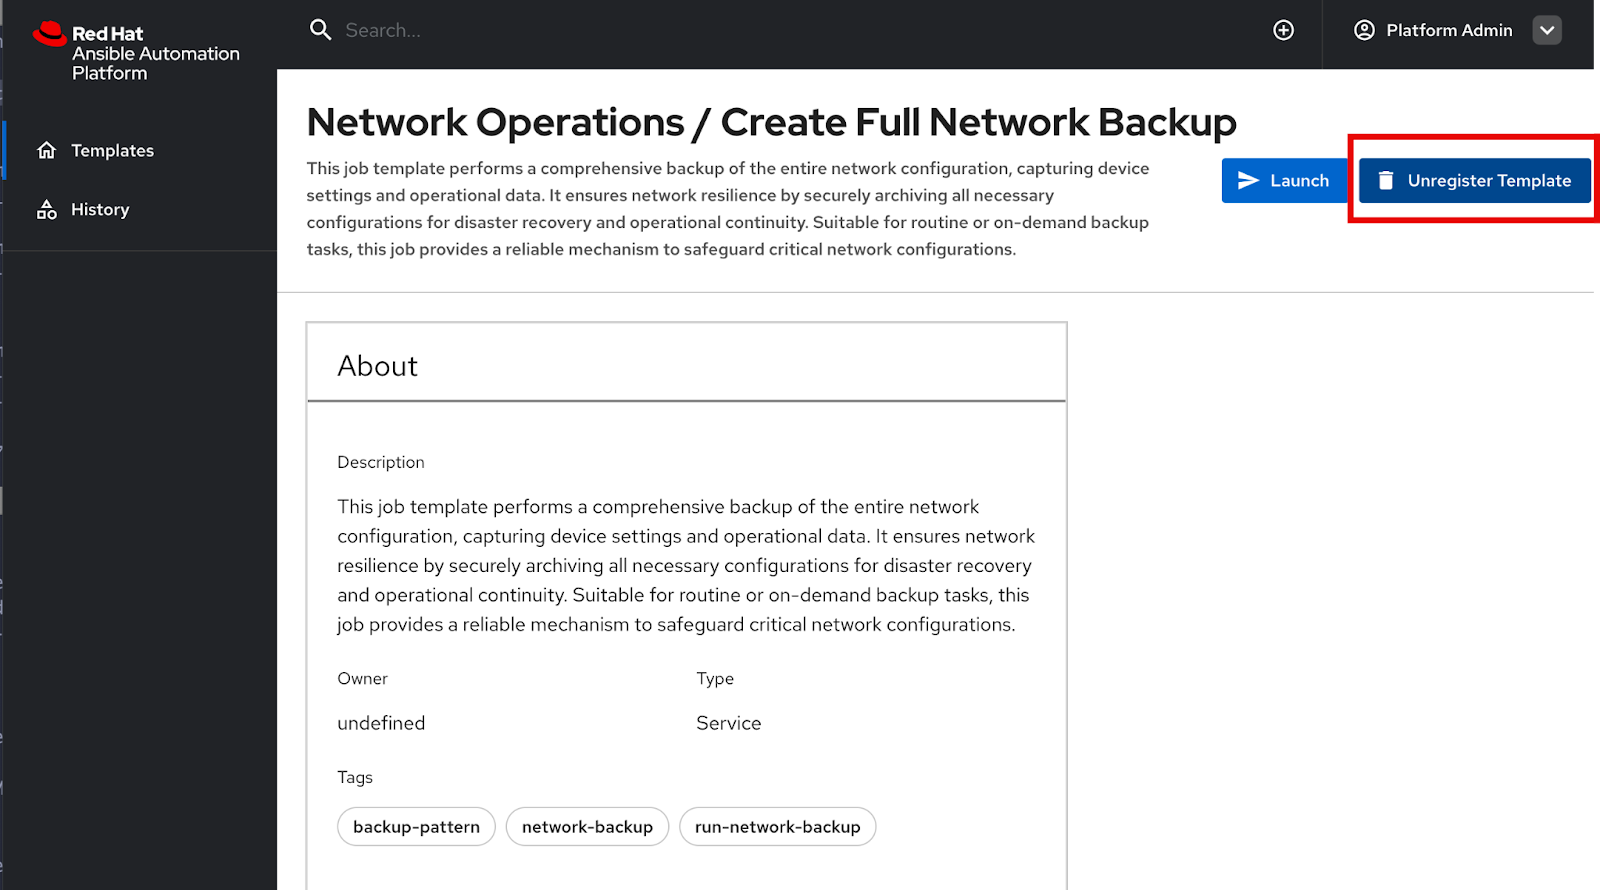 Red Hat
Ansible Automation
Platform
Search...
Platform Admin
Templates
History
Network Operations / Create Full Network Backup
This job template performs a comprehensive backup of the entire network configuration, capturing device
settings and operational data. It ensures network resilience by securely archiving all necessary
configurations for disaster recovery and operational continuity. Suitable for routine or on-demand backup
tasks, this job provides a reliable mechanism to safeguard critical network configurations.
Launch
Unregister Template
About
Description
This job template performs a comprehensive backup of the entire network
configuration, capturing device settings and operational data. It ensures network
resilience by securely archiving all necessary configurations for disaster recovery
and operational continuity. Suitable for routine or on-demand backup tasks, this
job provides a reliable mechanism to safeguard critical network configurations.
Owner
Type
undefined
Service
Tags
backup-pattern
network-backup
run-network-backup